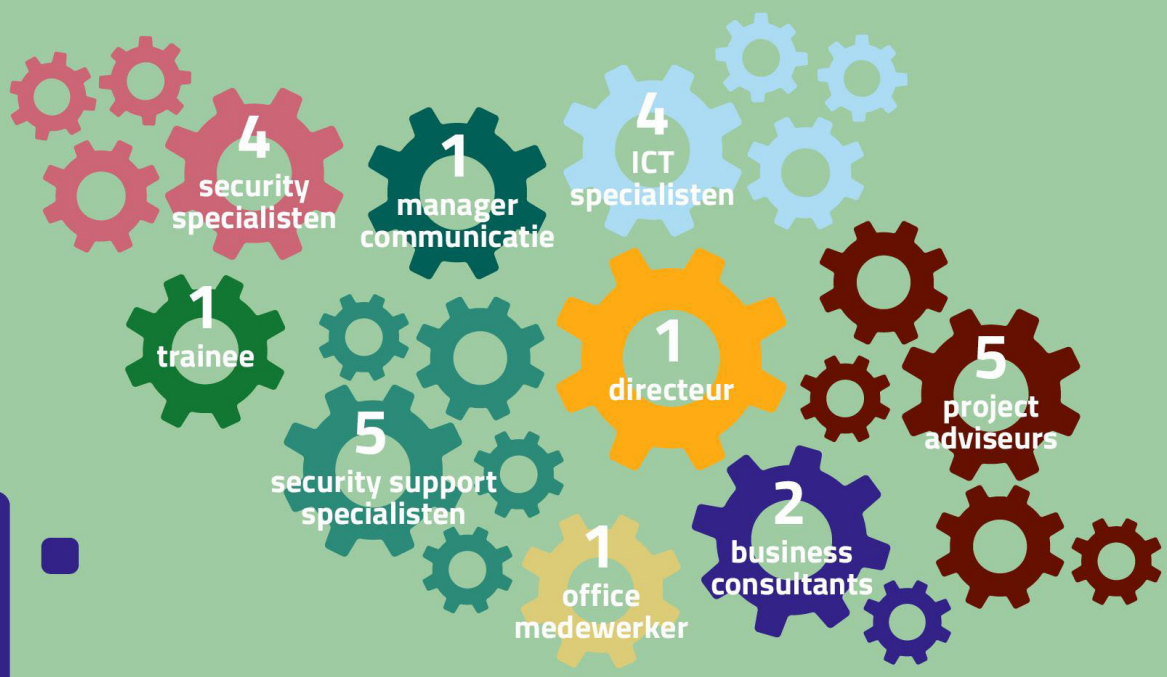 4
security
specialisten
1
manager
communicatie
4
ICT
specialisten
1
trainee
5
security support
specialisten
1
directeur
5
project
adviseurs
1
office
medewerker
2
business
consultants